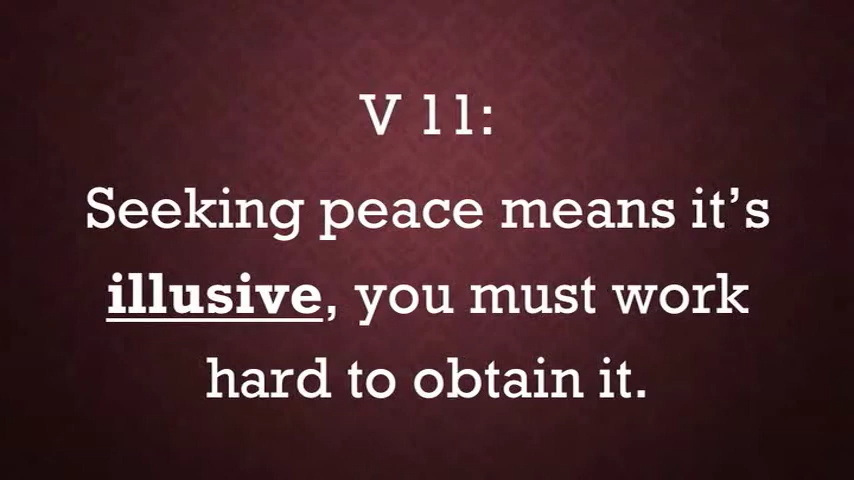 V 11:
Seeking peace means it’s
illusive, you must work
hard to obtain it.